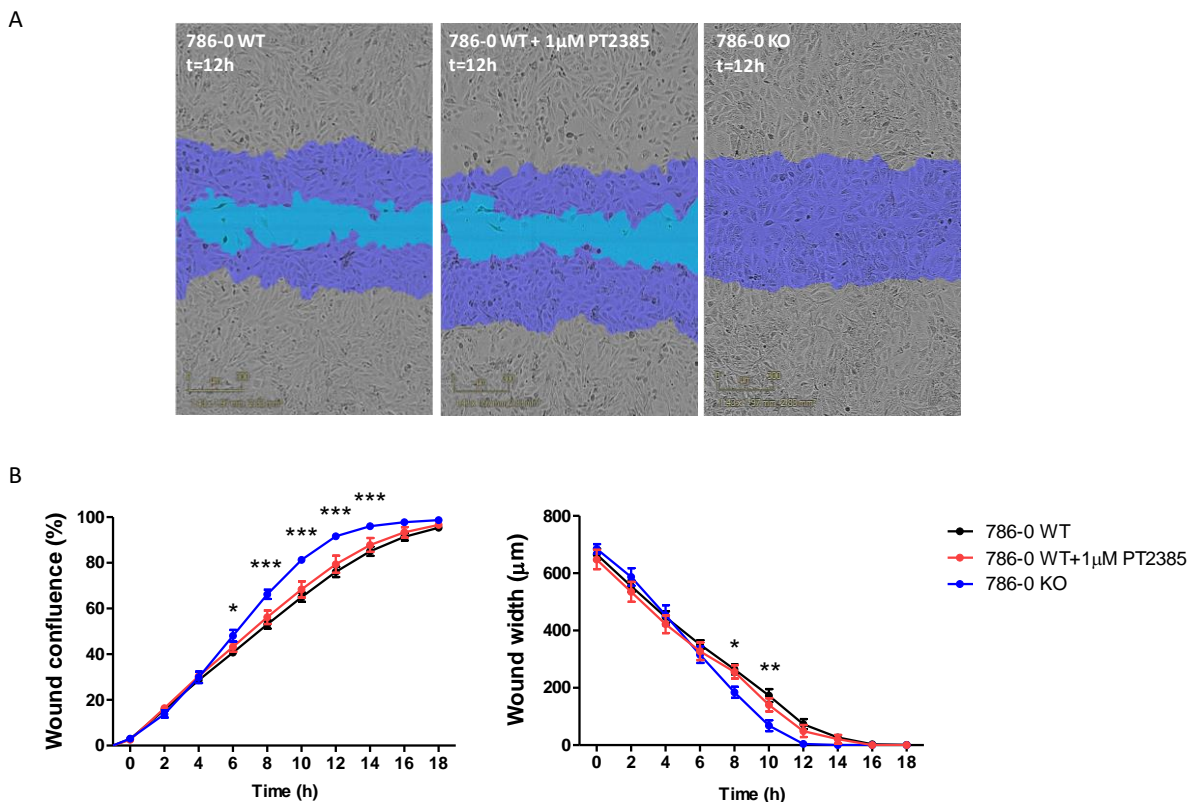 A
786-0 WT
t=12h
786-0 WT + 1µM PT2385
t=12h
786-0 KO
t=12h
B
Wound confluence (%)
100
80
60
40
20
0
*
***
***
***
***
0 2 4 6 8 10 12 14 16 18
Time (h)
Wound width (µm)
800
600
400
200
0
*
**
0 2 4 6 8 10 12 14 16 18
Time (h)
786-0 WT
786-0 WT+1µM PT2385
786-0 KO